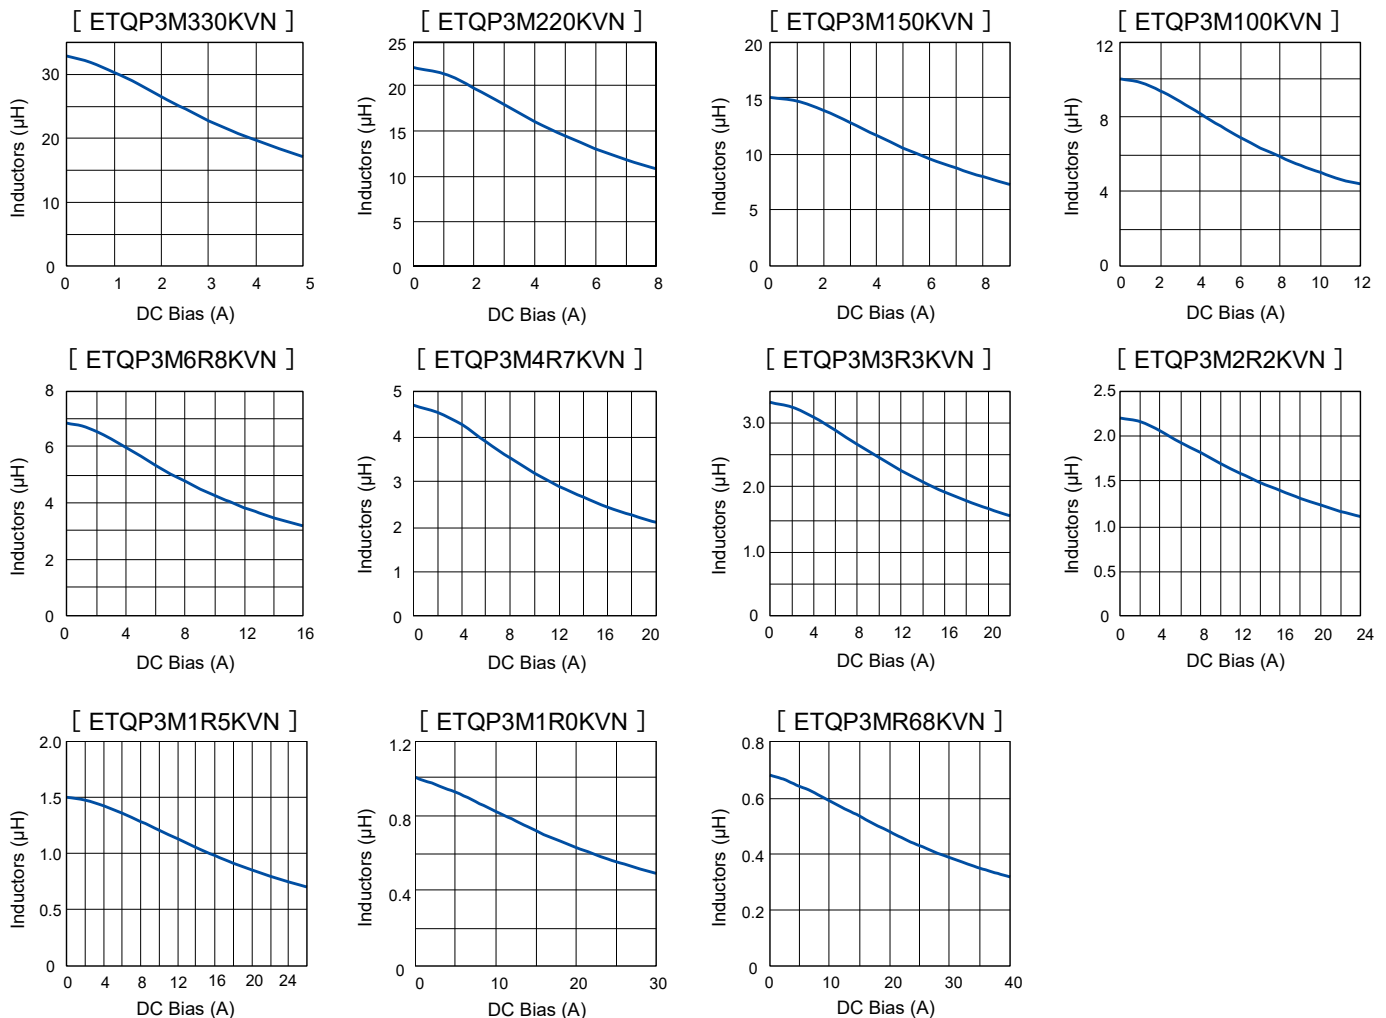 [ ETQP3M330KVN ]
Inductors (µH)
30
20
10
0
0 1 2 3 4 5
DC Bias (A)
[ ETQP3M220KVN ]
Inductors (µH)
25
20
15
10
5
0
0 2 4 6 8
DC Bias (A)
[ ETQP3M150KVN ]
Inductors (µH)
20
15
10
5
0
0 2 4 6 8
DC Bias (A)
[ ETQP3M100KVN ]
Inductors (µH)
12
8
4
0
0 2 4 6 8 10 12
DC Bias (A)
[ ETQP3M6R8KVN ]
Inductors (µH)
8
6
4
2
0
0 4 8 12 16
DC Bias (A)
[ ETQP3M4R7KVN ]
Inductors (µH)
5
4
3
2
1
0
0 4 8 12 16 20
DC Bias (A)
[ ETQP3M3R3KVN ]
Inductors (µH)
3.0
2.0
1.0
0
0 4 8 12 16 20
DC Bias (A)
[ ETQP3M2R2KVN ]
Inductors (µH)
2.5
2.0
1.5
1.0
0.5
0
0 4 8 12 16 20 24
DC Bias (A)
[ ETQP3M1R5KVN ]
Inductors (µH)
2.0
1.5
1.0
0.5
0
0 4 8 12 16 20 24
DC Bias (A)
[ ETQP3M1R0KVN ]
Inductors (µH)
1.2
0.8
0.4
0
0 10 20 30
DC Bias (A)
[ ETQP3MR68KVN ]
Inductors (µH)
0.8
0.6
0.4
0.2
0
0 10 20 30 40
DC Bias (A)